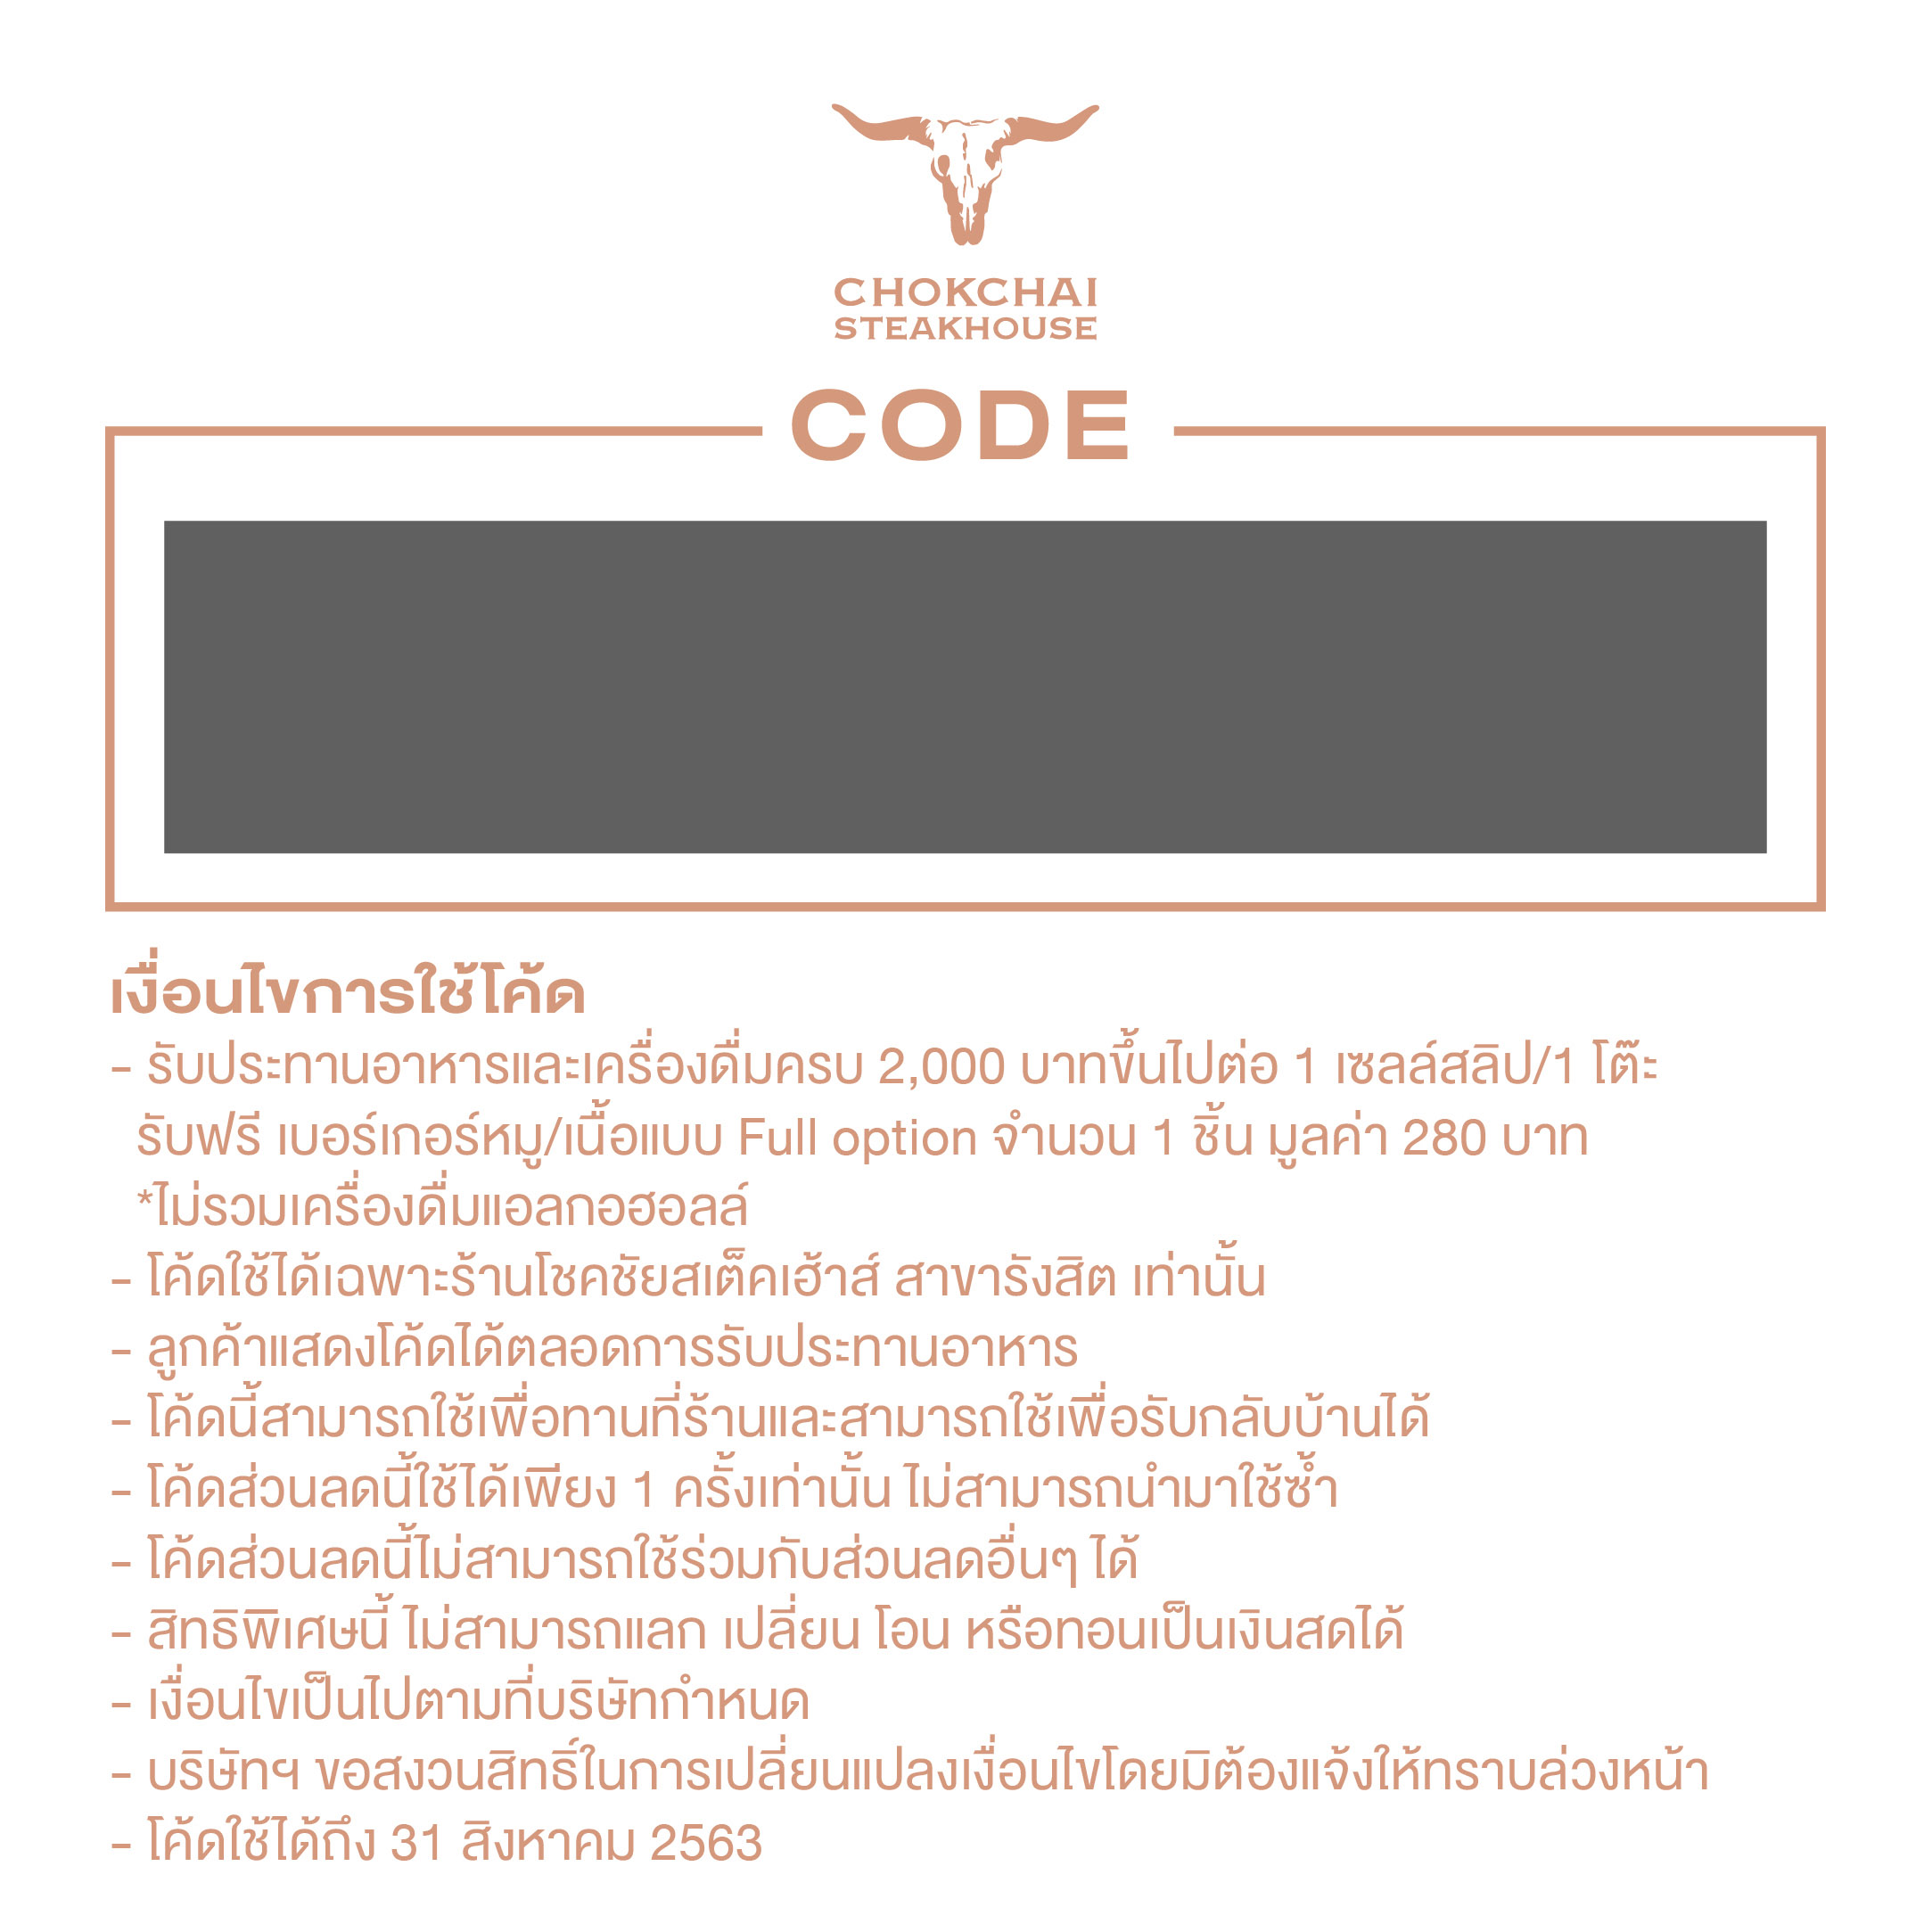 CHOKCHAI
STEAKHOUSE
CODE
เงื่อนไขการใช้โค้ด
- รับประทานอาหารและเครื่องดื่มครบ 2,000 บาทขึ้นไปต่อ 1 เซลล์สลิป/1 โต๊ะ
รับฟรี เบอร์เกอร์หมู/เนื้อแบบ Full option จำนวน 1 ชิ้น มูลค่า 280 บาท
*ไม่รวมเครื่องดื่มแอลกอฮอลล์
- โค้ดใช้ได้เฉพาะร้านโชคชัยสเต็คเฮ้าส์ สาขารังสิต เท่านั้น
- ลูกค้าแสดงโค้ดได้ตลอดการรับประทานอาหาร
- โค้ดนี้สามารถใช้เพื่อทานที่ร้านและสามารถใช้เพื่อรับกลับบ้านได้
- โค้ดส่วนลดนี้ใช้ได้เพียง 1 ครั้งเท่านั้น ไม่สามารถนำมาใช้ซ้ำ
- โค้ดส่วนลดนี้ไม่สามารถใช้ร่วมกับส่วนลดอื่นๆ ได้
- สิทธิพิเศษนี้ ไม่สามารถแลก เปลี่ยน โอน หรือทอนเป็นเงินสดได้
- เงื่อนไขเป็นไปตามที่บริษัทกำหนด
- บริษัทฯ ขอสงวนสิทธิ์ในการเปลี่ยนแปลงเงื่อนไขโดยมิต้องแจ้งให้ทราบล่วงหน้า
- โค้ดใช้ได้ถึง 31 สิงหาคม 2563